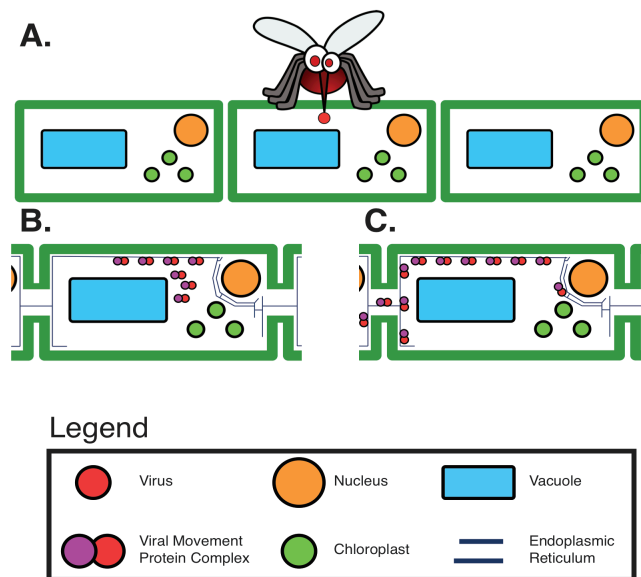 A.
B.
C.
Legend
Virus
Nucleus
Vacuole
Viral Movement
Protein Complex
Chloroplast
Endoplasmic
Reticulum